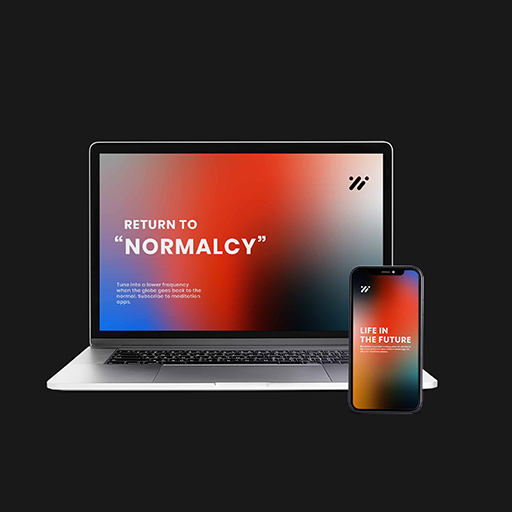 RETURN TO
“NORMALCY”
Tune into a lower frequency
when the globe goes back to the
normal. Subscribe to meditation
apps.
LIFE IN
THE FUTURE